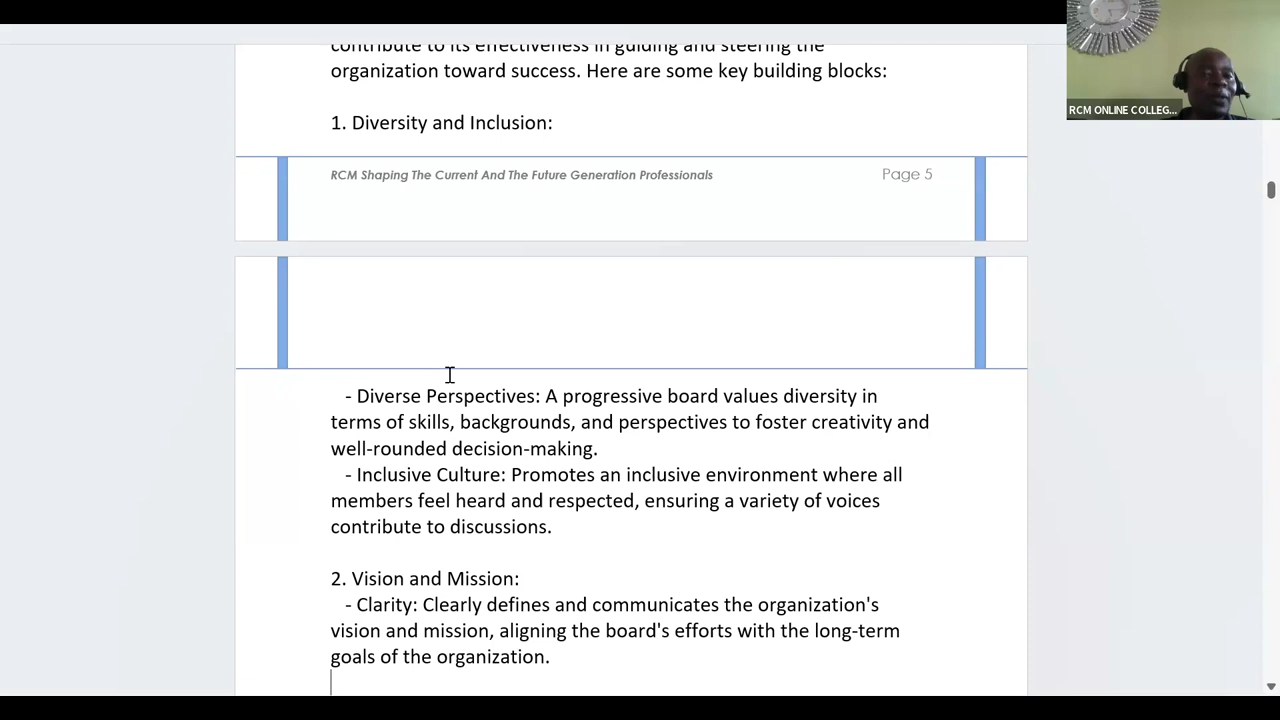 contribute to its effectiveness in guiding and steering the
organization toward success. Here are some key building blocks:
1. Diversity and Inclusion:
RCM Shaping The Current And The Future Generation Professionals Page 5
RCM ONLINE COLLEG...
- Diverse Perspectives: A progressive board values diversity in
terms of skills, backgrounds, and perspectives to foster creativity and
well-rounded decision-making.
- Inclusive Culture: Promotes an inclusive environment where all
members feel heard and respected, ensuring a variety of voices
contribute to discussions.
2. Vision and Mission:
- Clarity: Clearly defines and communicates the organization's
vision and mission, aligning the board's efforts with the long-term
goals of the organization.